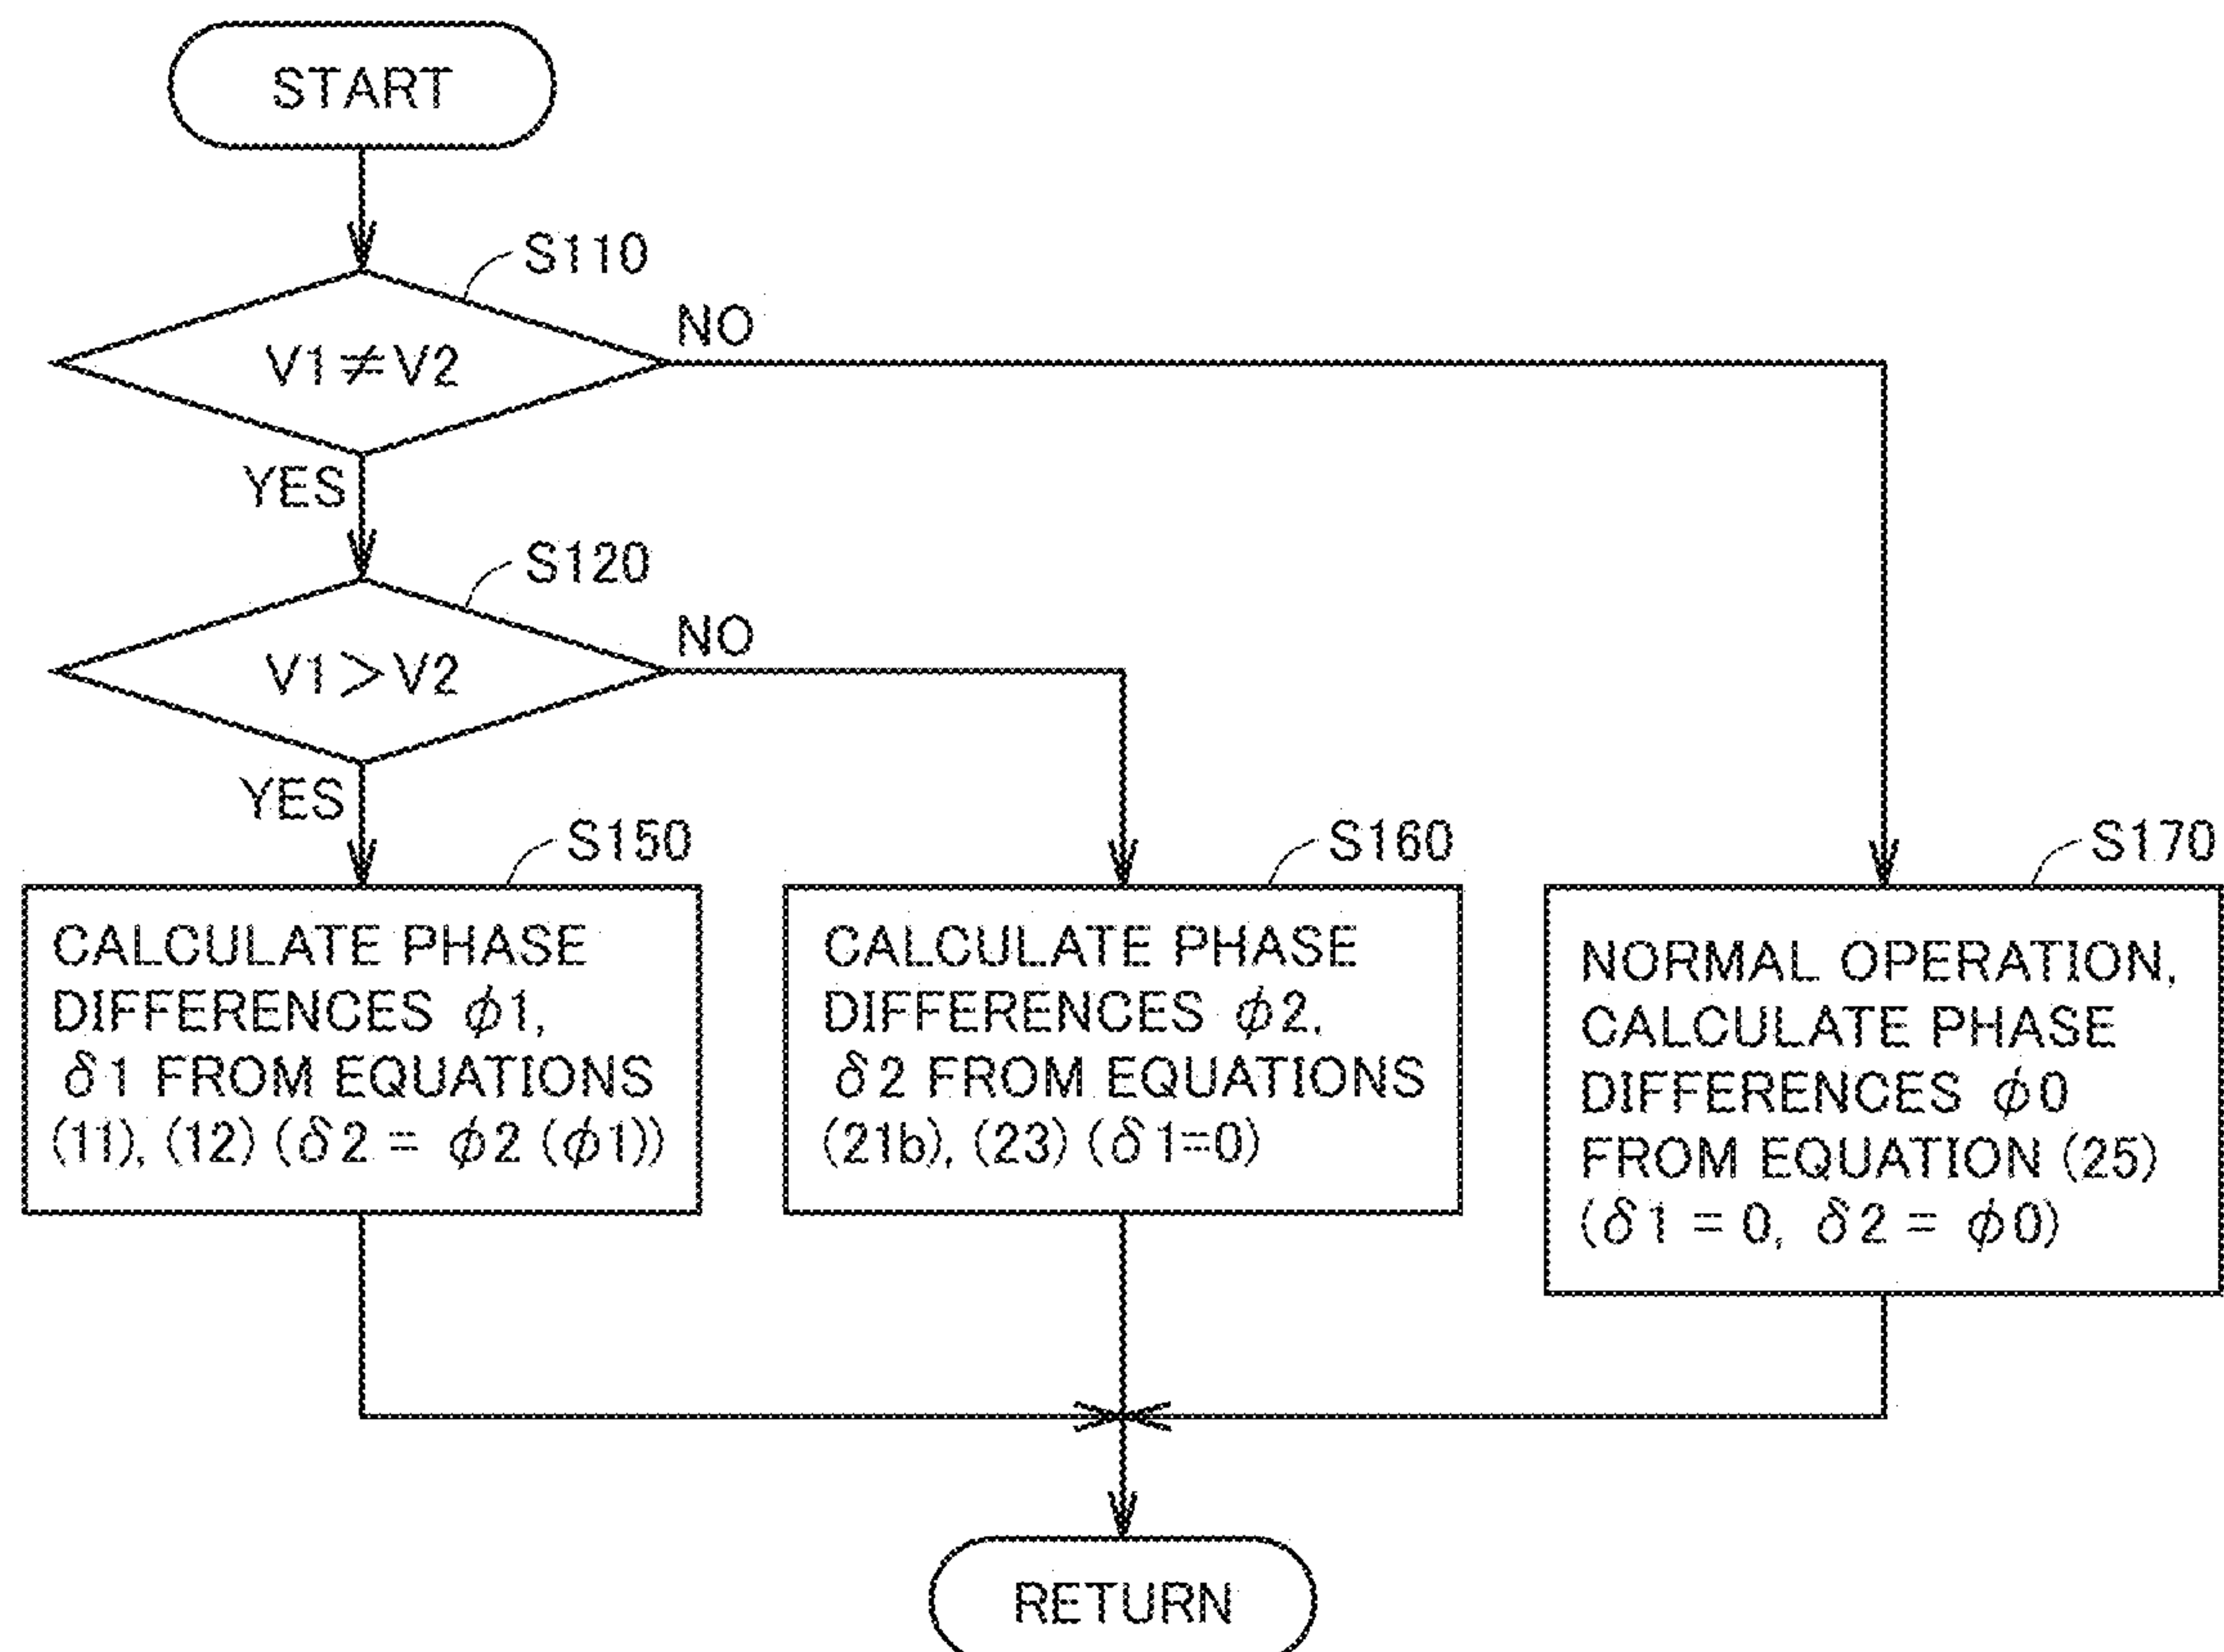 START
S110
V1≠V2
NO
YES
S120
V1>V2
NO
YES
S150
CALCULATE PHASE
DIFFERENCES φ1,
δ1 FROM EQUATIONS
(11), (12) (δ2 = φ2 (φ1))
S160
CALCULATE PHASE
DIFFERENCES φ2,
δ2 FROM EQUATIONS
(21b), (23) (δ1=0)
S170
NORMAL OPERATION,
CALCULATE PHASE
DIFFERENCES φ0
FROM EQUATION (25)
(δ1 = 0, δ2 = φ0)
RETURN